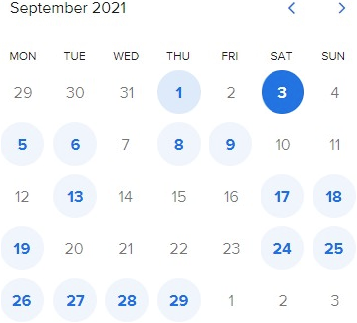 September 2021
MON TUE WED THU FRI SAT SUN
29 30 31 1 2 3 4
5 6 7 8 9 10 11
12 13 14 15 16 17 18
19 20 21 22 23 24 25
26 27 28 29 1 2 3